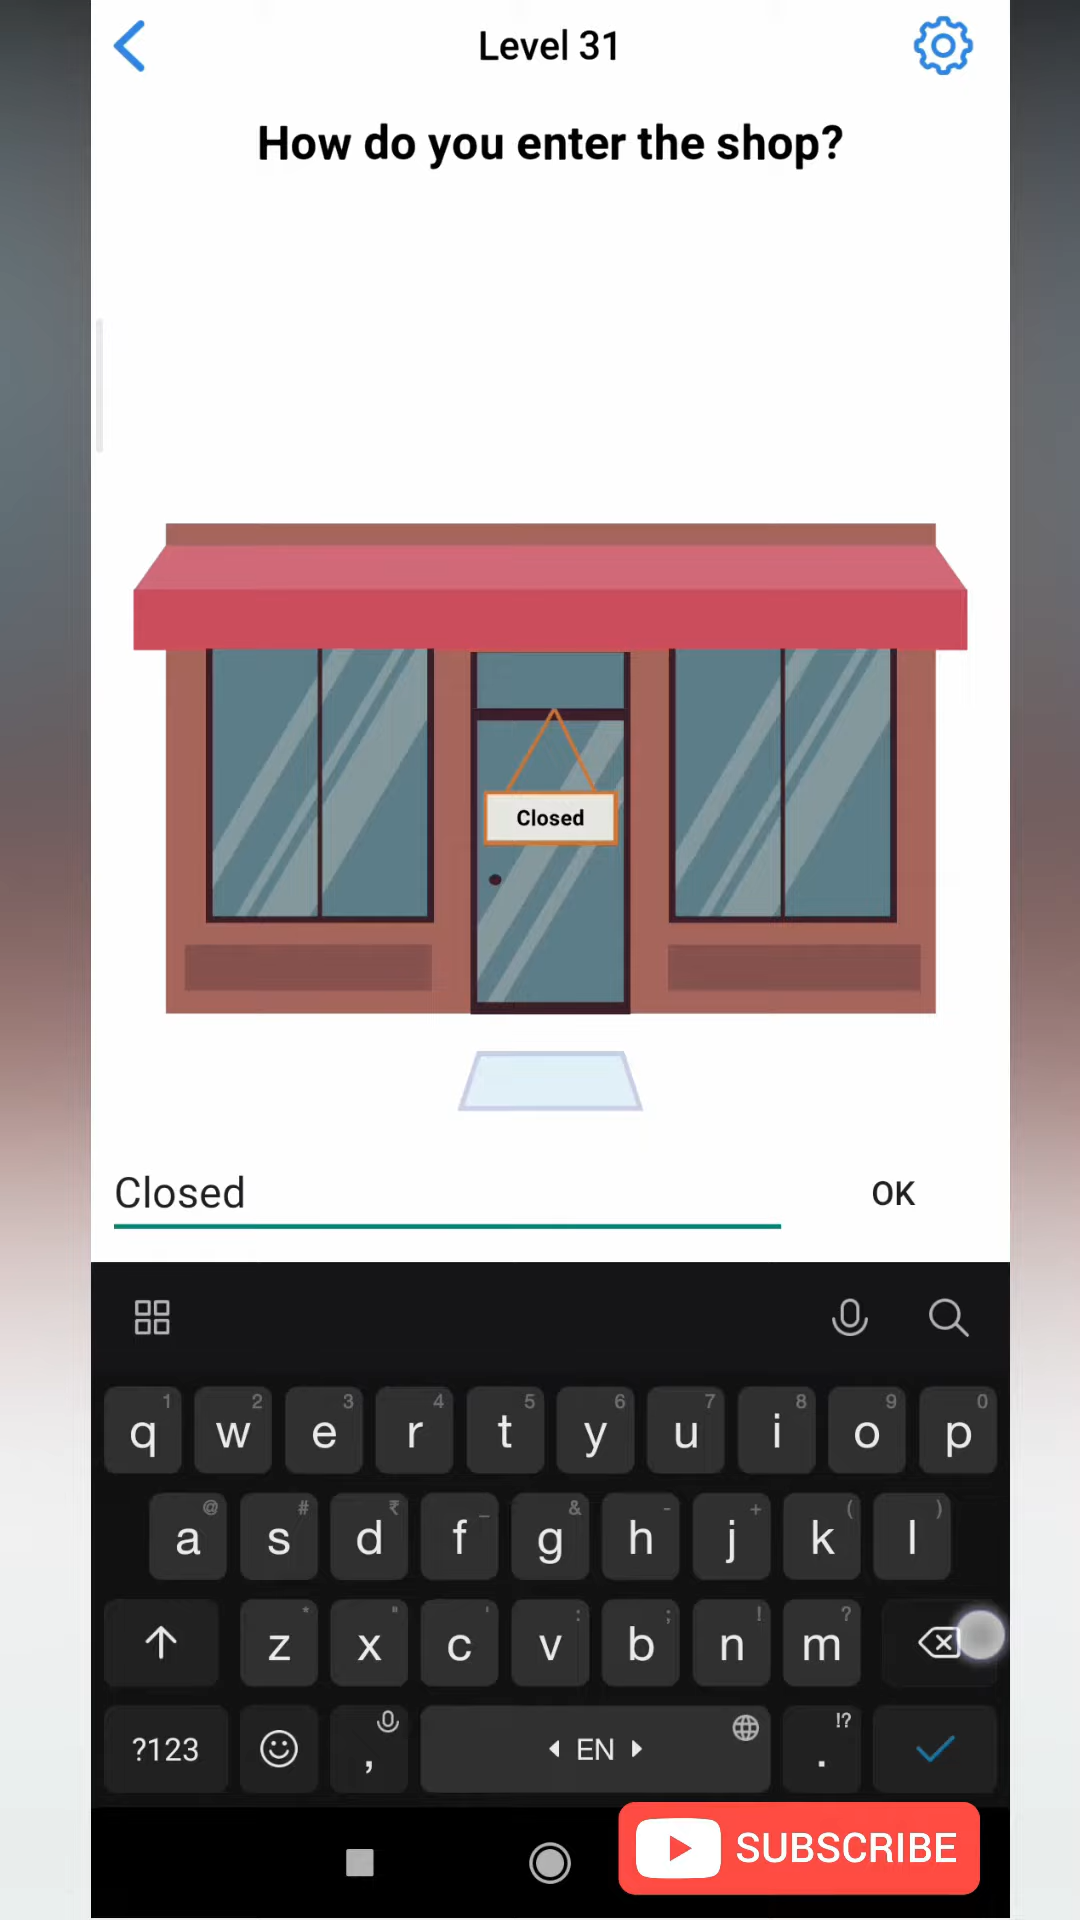 Level 31
How do you enter the shop?
Closed
Closed
OK
1 2 3 4 5 6 7 8 9 0
q w e r t y u i o p
@ # ₹ _ & - + ( )
a s d f g h j k l
* " ' : ; ! ?
z x c v b n m
!?
?123 , EN .
SUBSCRIBE